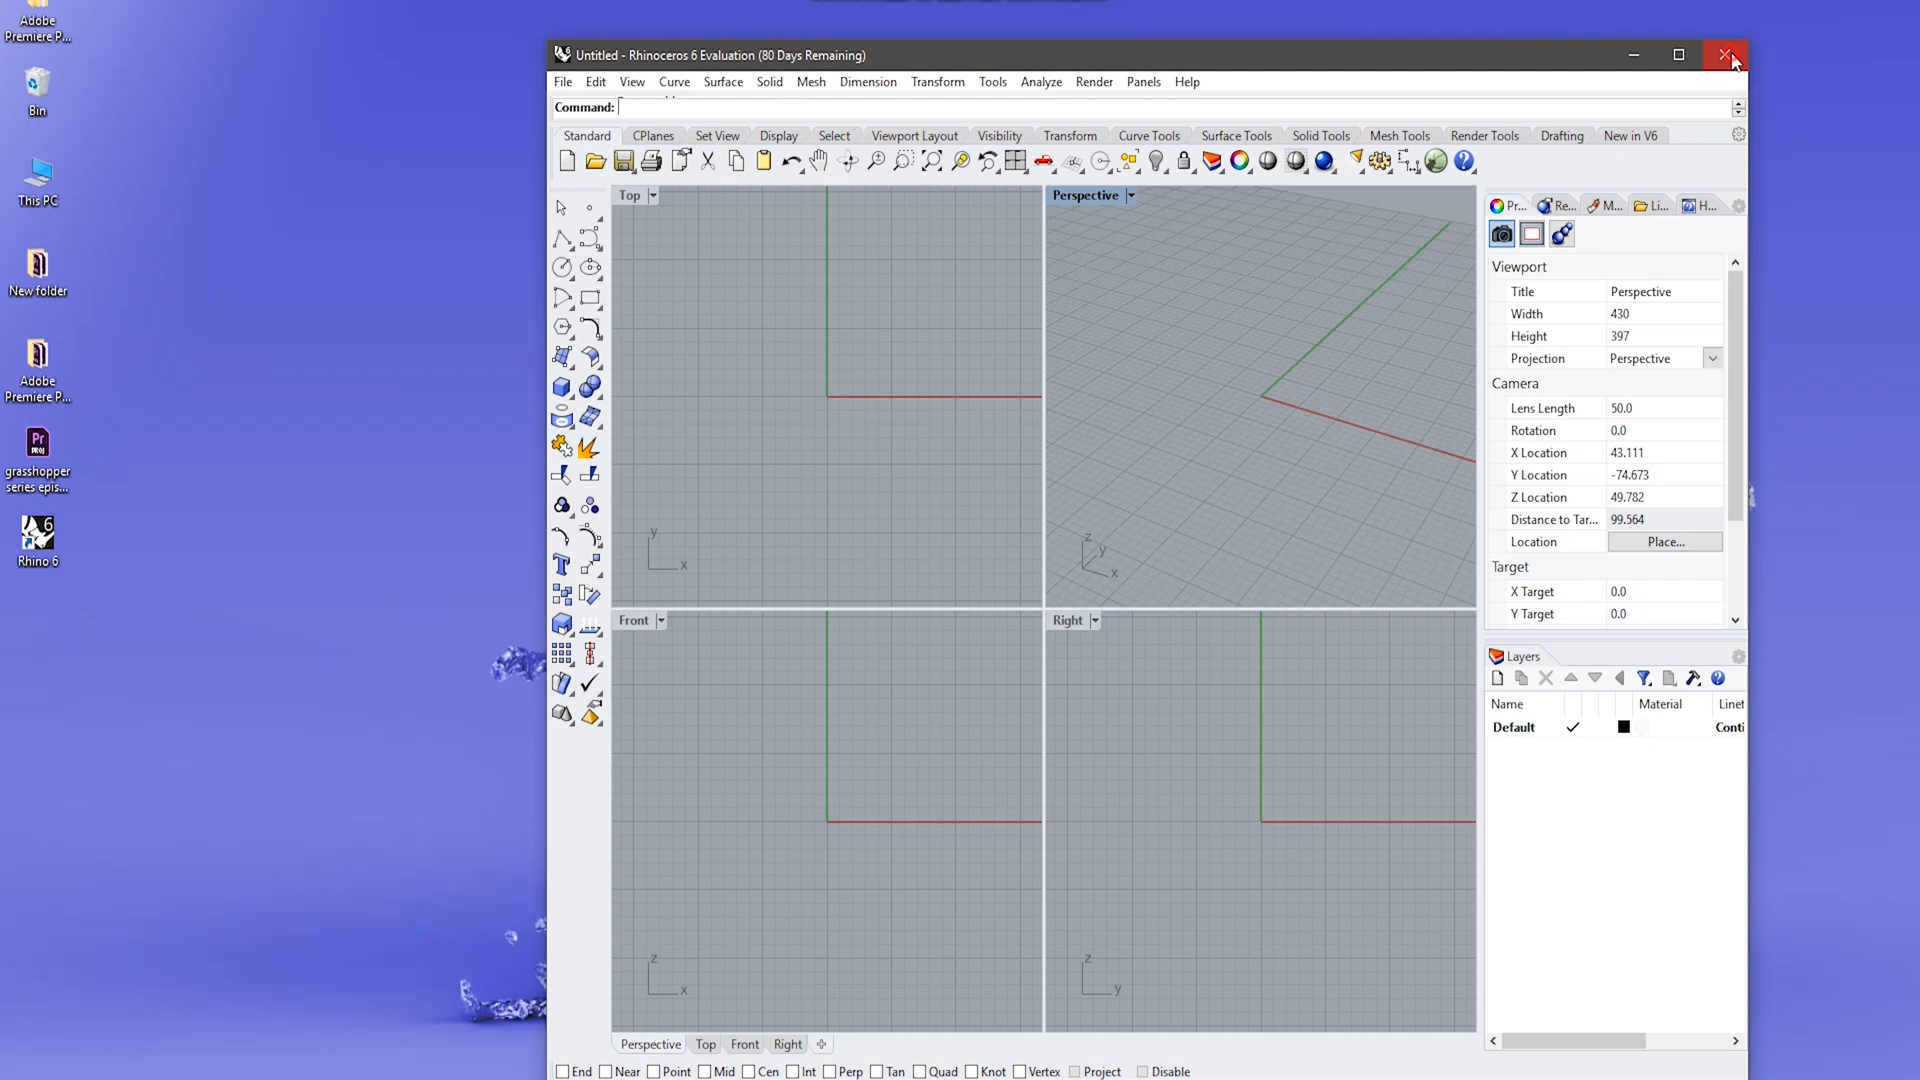 Adobe
Premiere P...
Bin
This PC
New folder
Adobe
Premiere P...
Pr
PROJ
grasshopper
series epis...
6
Rhino 6
Untitled - Rhinoceros 6 Evaluation (80 Days Remaining)
File Edit View Curve Surface Solid Mesh Dimension Transform Tools Analyze Render Panels Help
Command:
Standard CPlanes Set View Display Select Viewport Layout Visibility Transform Curve Tools Surface Tools Solid Tools Mesh Tools Render Tools Drafting New in V6
Top
y
x
Perspective
z
y
x
Front
z
x
Right
z
y
Pr... Re... M... Li... H...
Viewport
Title Perspective
Width 430
Height 397
Projection Perspective
Camera
Lens Length 50.0
Rotation 0.0
X Location 43.111
Y Location -74.673
Z Location 49.782
Distance to Tar... 99.564
Location Place...
Target
X Target 0.0
Y Target 0.0
Layers
Name Material Linet
Default Conti
Perspective Top Front Right
End Near Point Mid Cen Int Perp Tan Quad Knot Vertex Project Disable